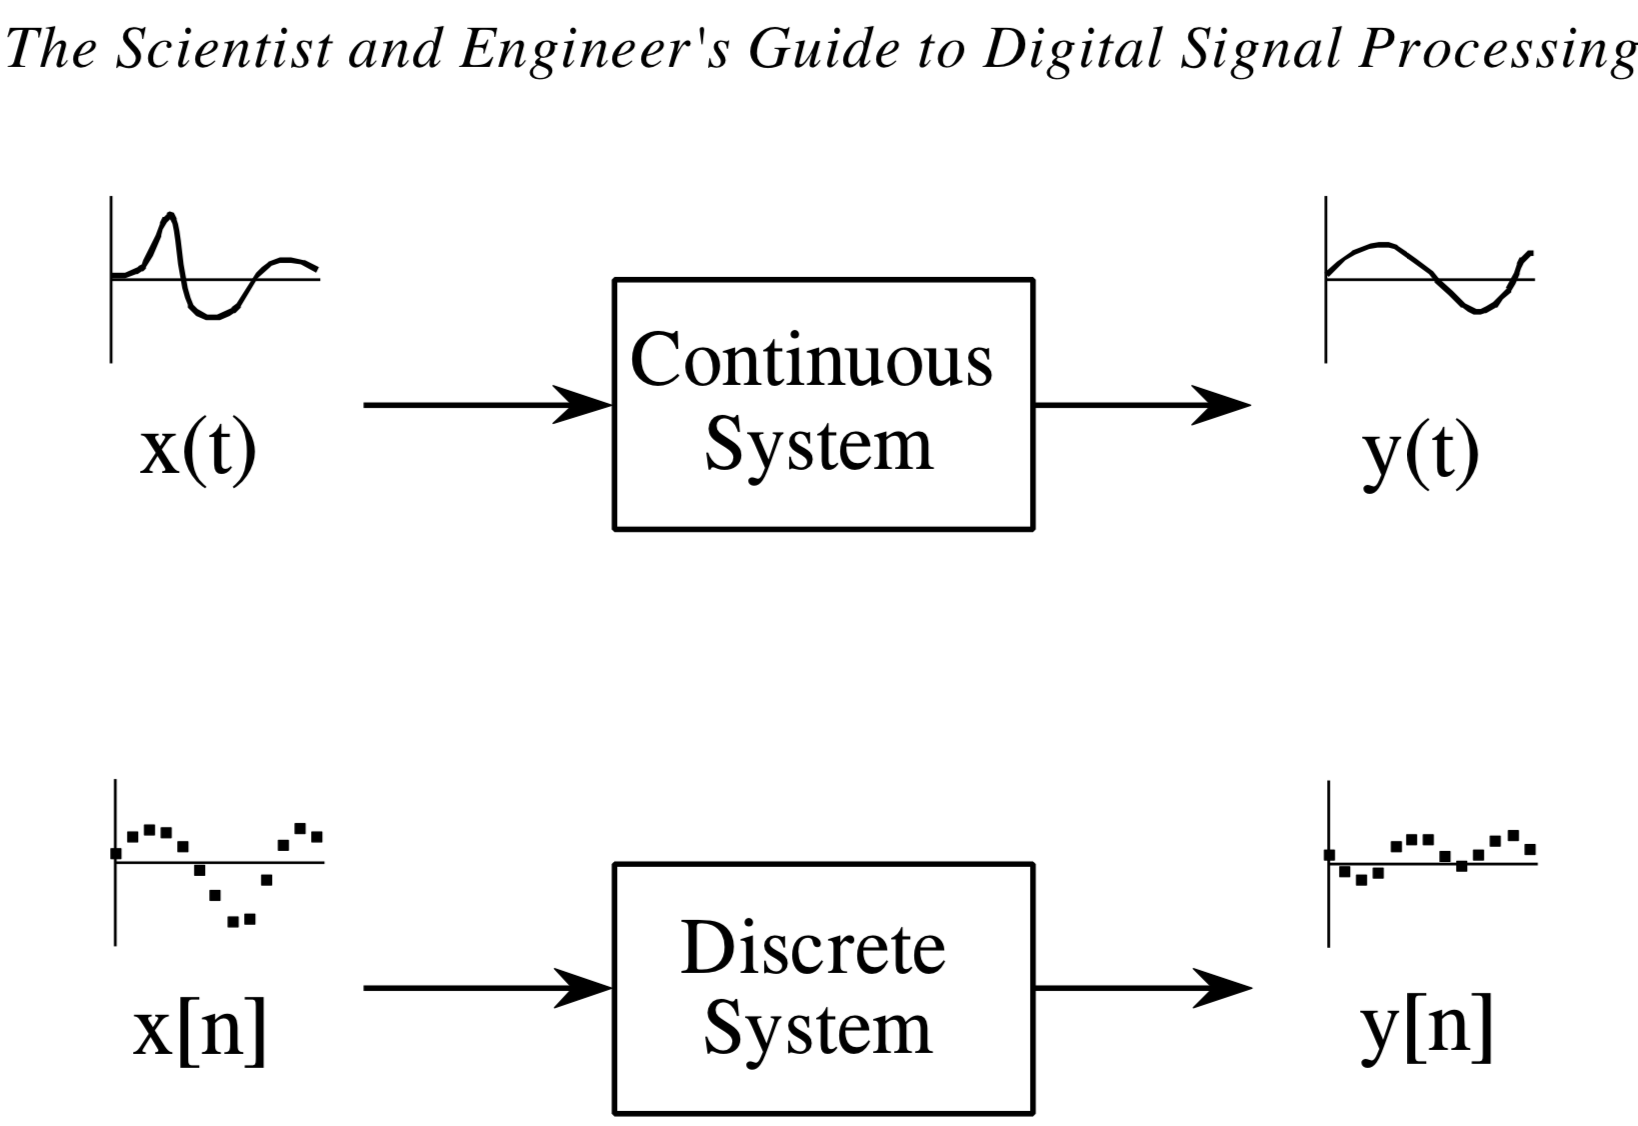 The Scientist and Engineer's Guide to Digital Signal Processing
Continuous
System
x(t)
y(t)
Discrete
System
x[n]
y[n]